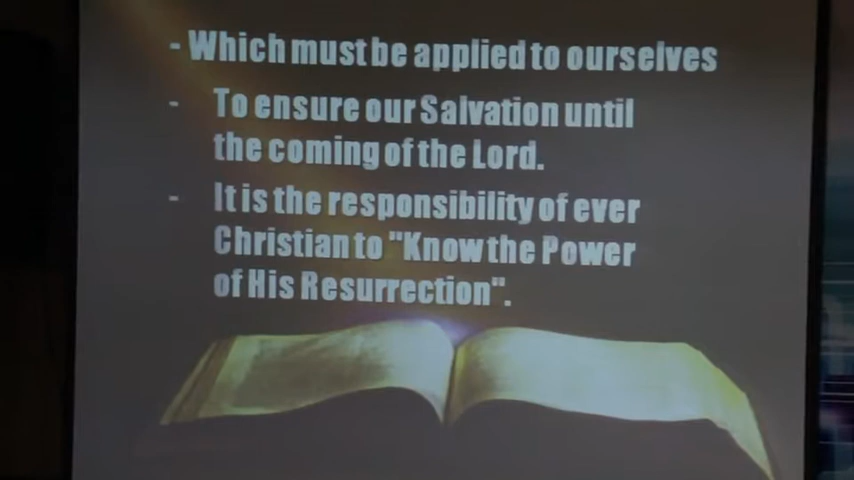 - Which must be applied to ourselves
- To ensure our Salvation until
the coming of the Lord.
- It is the responsibility of ever
Christian to "Know the Power
of His Resurrection".